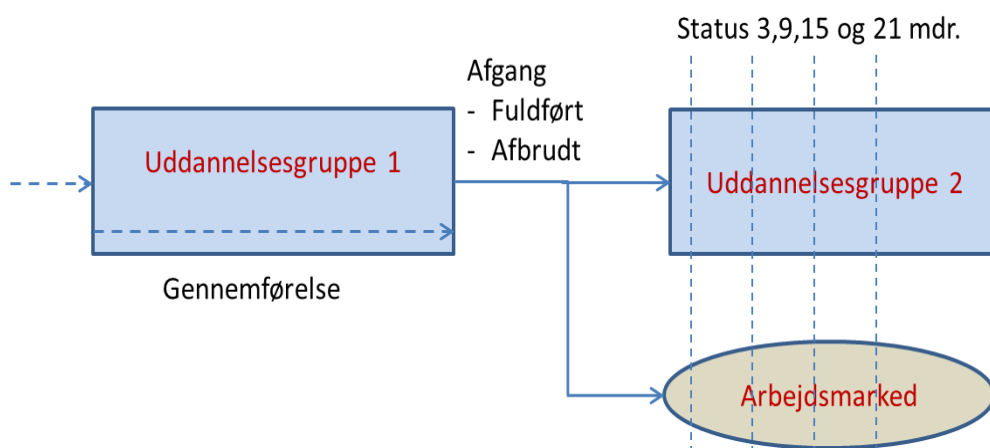 Status 3,9,15 og 21 mdr.
Afgang
- Fuldført
- Afbrudt
Uddannelsesgruppe 1
Uddannelsesgruppe 2
Gennemførelse
Arbejdsmarked